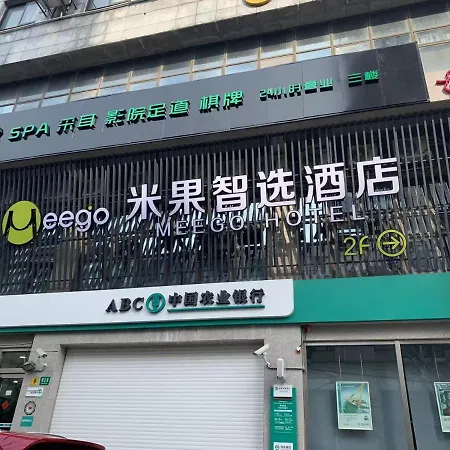 SPA 采耳 影院足道 棋牌 24小时营业 三楼
meego 米果智选酒店
MEEGO HOTEL
2F
ABC 中国农业银行